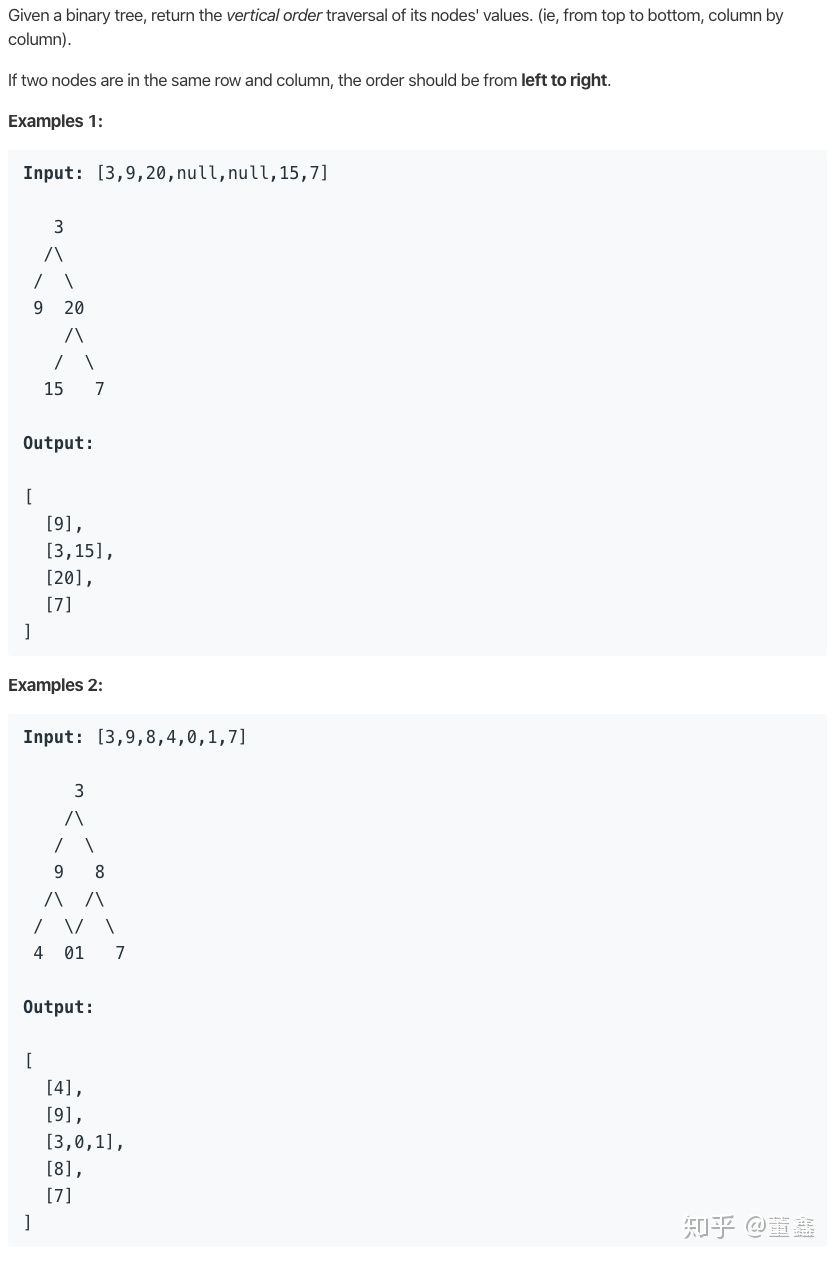 Given a binary tree, return the vertical order traversal of its nodes' values. (ie, from top to bottom, column by
column).
If two nodes are in the same row and column, the order should be from left to right.
Examples 1:
Input: [3,9,20,null,null,15,7]
3
/\
/  \
9  20
/\
/  \
15   7
Output:
[
[9],
[3,15],
[20],
[7]
]
Examples 2:
Input: [3,9,8,4,0,1,7]
3
/\
/  \
9   8
/\  /\
/  \/  \
4  01   7
Output:
[
[4],
[9],
[3,0,1],
[8],
[7]
]
知乎 @董鑫